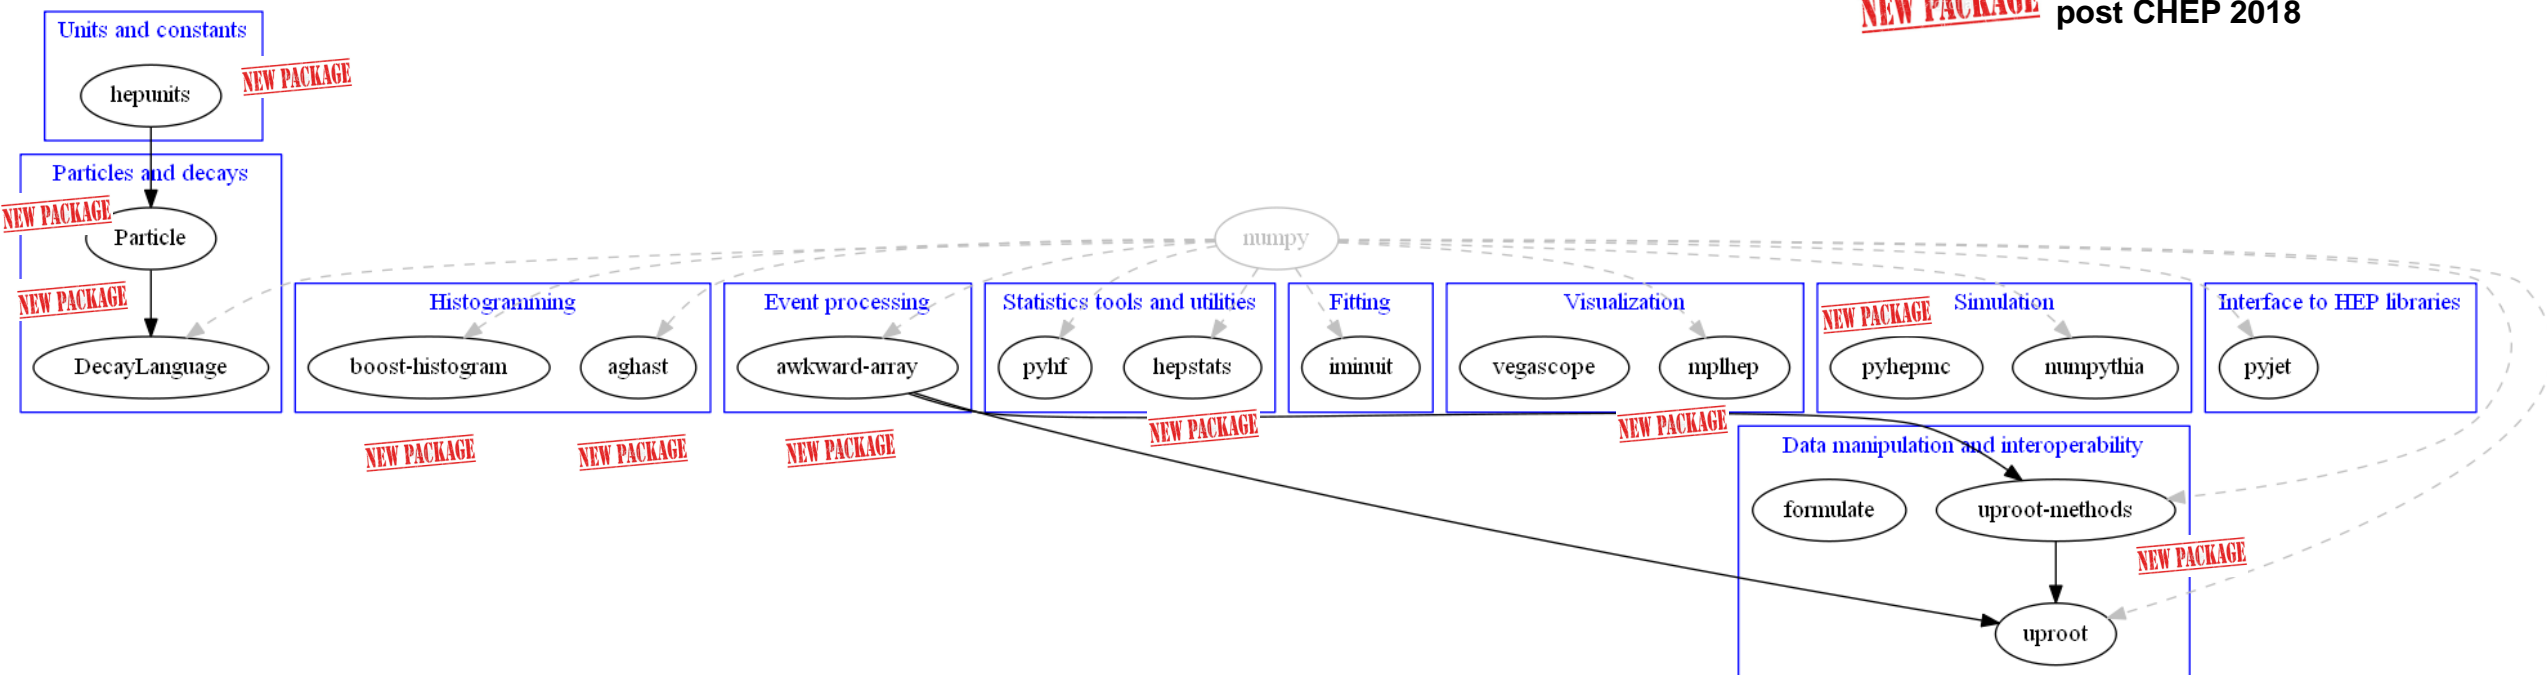 NEW PACKAGE post CHEP 2018
Units and constants
hepunits
NEW PACKAGE
Particles and decays
NEW PACKAGE
Particle
NEW PACKAGE
DecayLanguage
numpy
Histogramming
boost-histogram
aghast
NEW PACKAGE
NEW PACKAGE
Event processing
awkward-array
NEW PACKAGE
Statistics tools and utilities
pyhf
hepstats
NEW PACKAGE
Fitting
iminuit
Visualization
vegascope
mplhep
NEW PACKAGE
Simulation
NEW PACKAGE
pyhepmc
numpythia
Interface to HEP libraries
pyjet
Data manipulation and interoperability
formulate
uproot-methods
NEW PACKAGE
uproot